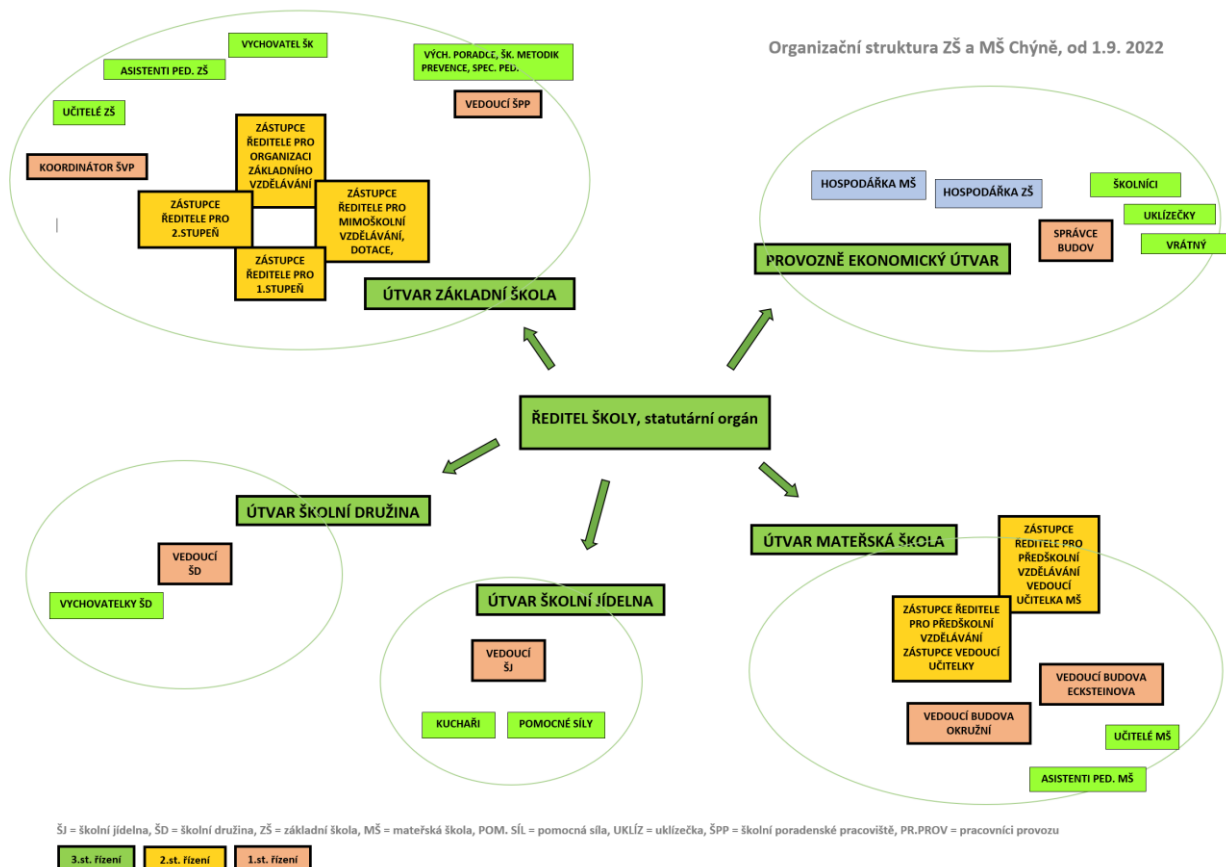 Organizační struktura ZŠ a MŠ Chýně, od 1.9. 2022
VYCHOVATEL ŠK
ASISTENTI PED. ZŠ
VÝCH. PORADCE, ŠK. METODIK
PREVENCE, SPEC. PED.
VEDOUCÍ ŠPP
UČITELÉ ZŠ
KOORDINÁTOR ŠVP
ZÁSTUPCE
ŘEDITELE PRO
ORGANIZACI
ZÁKLADNÍHO
VZDĚLÁVÁNÍ
ZÁSTUPCE
ŘEDITELE PRO
2.STUPEŇ
ZÁSTUPCE
ŘEDITELE PRO
MIMOŠKOLNÍ
VZDĚLÁVÁNÍ,
DOTACE,
ZÁSTUPCE
ŘEDITELE PRO
1.STUPEŇ
ÚTVAR ZÁKLADNÍ ŠKOLA
HOSPODÁŘKA MŠ
HOSPODÁŘKA ZŠ
ŠKOLNÍCI
UKLÍZEČKY
VRÁTNÝ
SPRÁVCE
BUDOV
PROVOZNĚ EKONOMICKÝ ÚTVAR
ŘEDITEL ŠKOLY, statutární orgán
ÚTVAR ŠKOLNÍ DRUŽINA
VEDOUCÍ
ŠD
VYCHOVATELKY ŠD
ÚTVAR ŠKOLNÍ JÍDELNA
VEDOUCÍ
ŠJ
KUCHAŘI
POMOCNÉ SÍLY
ÚTVAR MATEŘSKÁ ŠKOLA
ZÁSTUPCE
ŘEDITELE PRO
PŘEDŠKOLNÍ
VZDĚLÁVÁNÍ
VEDOUCÍ
UČITELKA MŠ
ZÁSTUPCE ŘEDITELE
PRO PŘEDŠKOLNÍ
VZDĚLÁVÁNÍ
ZÁSTUPCE VEDOUCÍ
UČITELKY
VEDOUCÍ BUDOVA
ECKSTEINOVA
VEDOUCÍ BUDOVA
OKRUŽNÍ
UČITELÉ MŠ
ASISTENTI PED. MŠ
ŠJ = školní jídelna, ŠD = školní družina, ZŠ = základní škola, MŠ = mateřská škola, POM. SÍL = pomocná síla, UKLÍZ = uklízečka, ŠPP = školní poradenské pracoviště, PR.PROV = pracovníci provozu
3.st. řízení
2.st. řízení
1.st. řízení